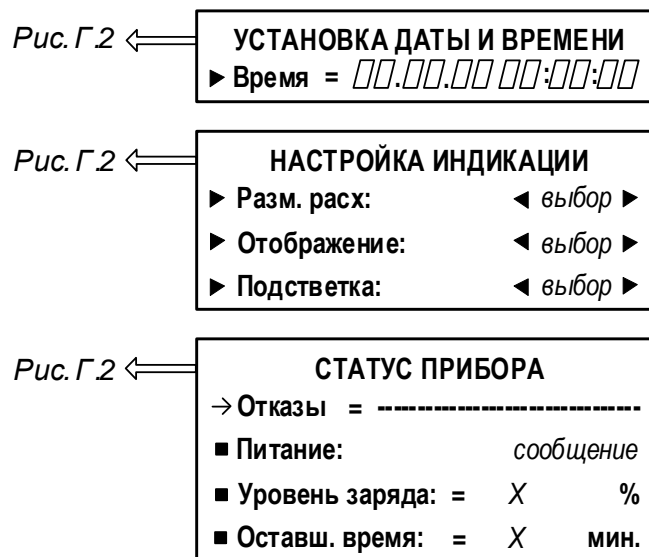 Рис. Г.2
УСТАНОВКА ДАТЫ И ВРЕМЕНИ
Время = 00.00.00 00:00:00
Рис. Г.2
НАСТРОЙКА ИНДИКАЦИИ
Разм. расх: ◄ выбор ►
Отображение: ◄ выбор ►
Подстветка: ◄ выбор ►
Рис. Г.2
СТАТУС ПРИБОРА
→ Отказы = --------------------------------
Питание: сообщение
Уровень заряда: = X %
Оставш. время: = X мин.